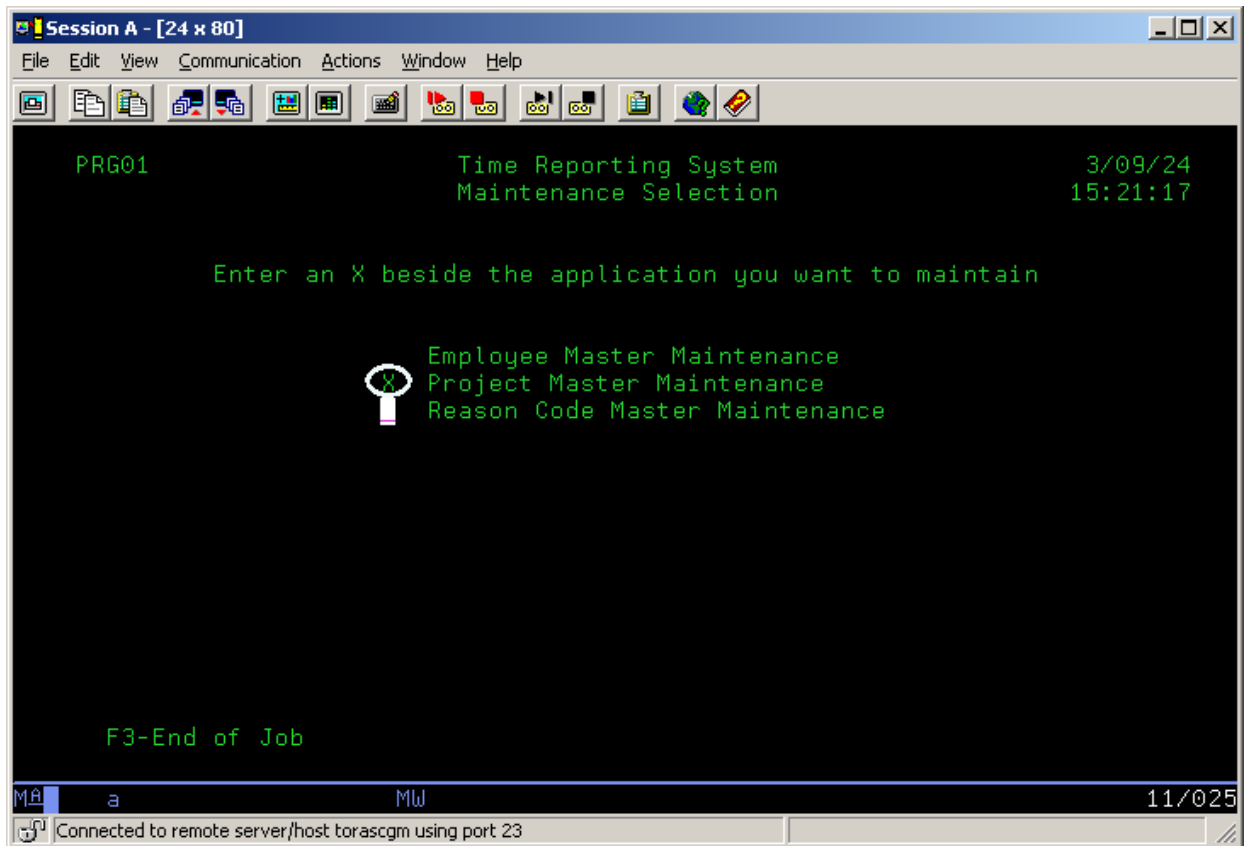 Session A - [24 x 80]
File Edit View Communication Actions Window Help
PRG01 Time Reporting System 3/09/24
Maintenance Selection 15:21:17
Enter an X beside the application you want to maintain
Employee Master Maintenance
X Project Master Maintenance
Reason Code Master Maintenance
F3-End of Job
MA a MW 11/025
Connected to remote server/host torascgm using port 23